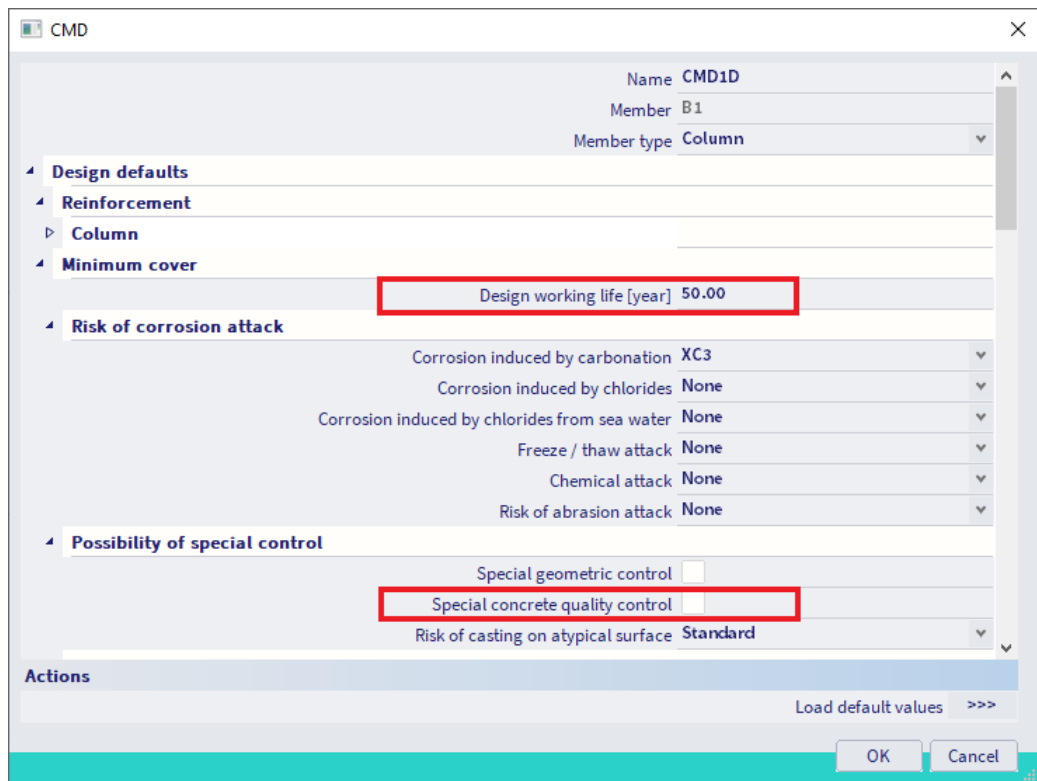 CMD
Name CMD1D
Member B1
Member type Column
Design defaults
Reinforcement
Column
Minimum cover
Design working life [year] 50.00
Risk of corrosion attack
Corrosion induced by carbonation XC3
Corrosion induced by chlorides None
Corrosion induced by chlorides from sea water None
Freeze / thaw attack None
Chemical attack None
Risk of abrasion attack None
Possibility of special control
Special geometric control
Special concrete quality control
Risk of casting on atypical surface Standard
Actions
Load default values >>>
OK Cancel